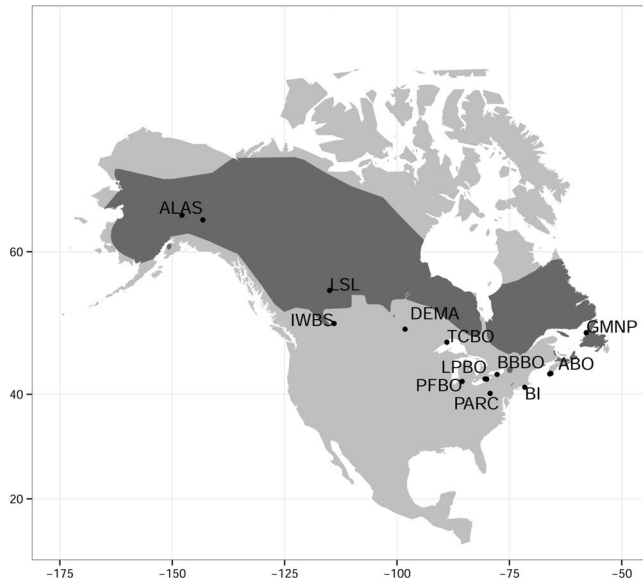 ALAS
60
LSL
IWBS
DEMA
GMNP
TCBO
LPBO
BBBO
ABO
PFBO
40
PARC
BI
20
−175
−150
−125
−100
−75
−50